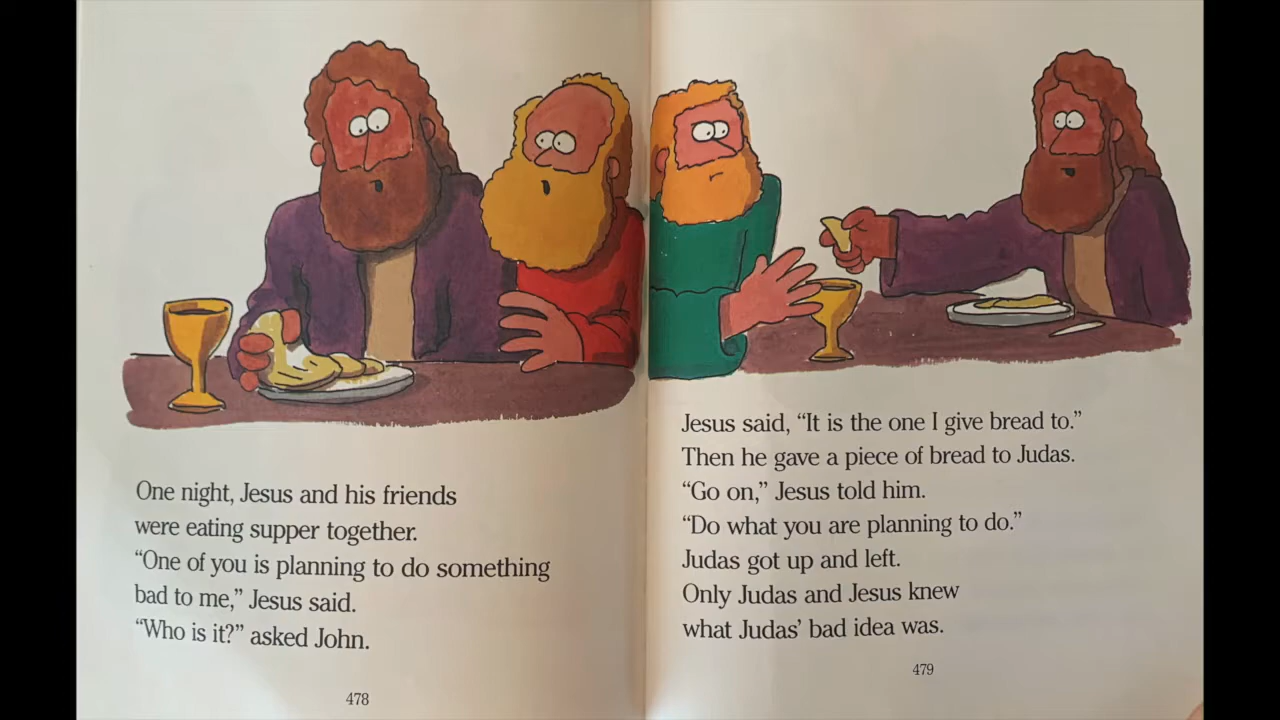 One night, Jesus and his friends
were eating supper together.
“One of you is planning to do something
bad to me,” Jesus said.
“Who is it?” asked John.
478
Jesus said, “It is the one I give bread to.”
Then he gave a piece of bread to Judas.
“Go on,” Jesus told him.
“Do what you are planning to do.”
Judas got up and left.
Only Judas and Jesus knew
what Judas’ bad idea was.
479